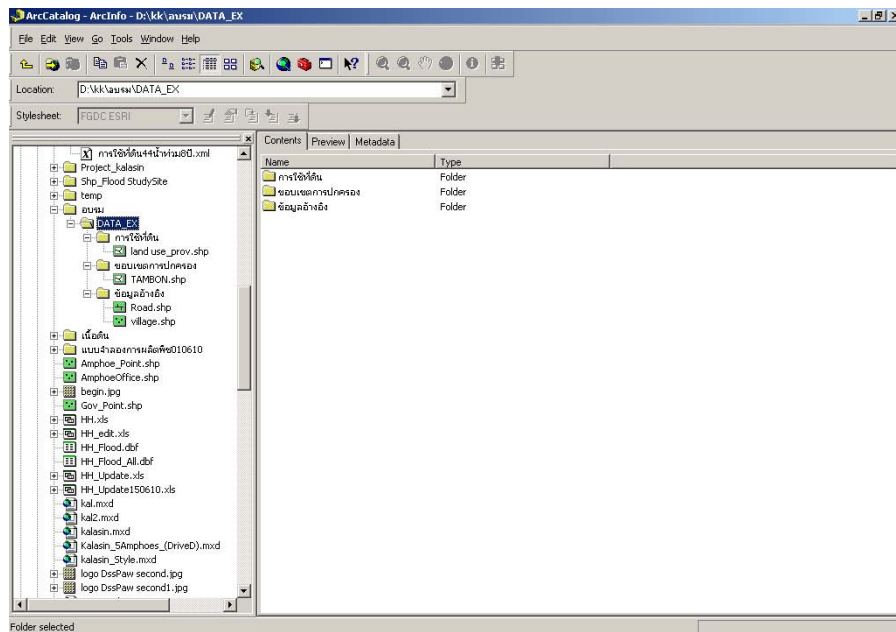 ArcCatalog - ArcInfo - D:\kk\อบรม\DATA_EX
File Edit View Go Tools Window Help
Location: D:\kk\อบรม\DATA_EX
Stylesheet: FGDC ESRI
การใช้ที่ดิน44น้ำท่วม8ปี.xml
Project_kalasin
Shp_Flood StudySite
temp
อบรม
DATA_EX
การใช้ที่ดิน
land use_prov.shp
ขอบเขตการปกครอง
TAMBON.shp
ข้อมูลอ้างอิง
Road.shp
village.shp
เนื้อดิน
แบบจำลองการผลิตพืช010610
Amphoe_Point.shp
AmphoeOffice.shp
begin.jpg
Gov_Point.shp
HH.xls
HH_edit.xls
HH_Flood.dbf
HH_Flood_All.dbf
HH_Update.xls
HH_Update150610.xls
kal.mxd
kal2.mxd
kalasin.mxd
Kalasin_5Amphoes_(DriveD).mxd
kalasin_Style.mxd
logo DssPaw second.jpg
logo DssPaw second1.jpg
Contents Preview Metadata
Name Type
การใช้ที่ดิน Folder
ขอบเขตการปกครอง Folder
ข้อมูลอ้างอิง Folder
Folder selected